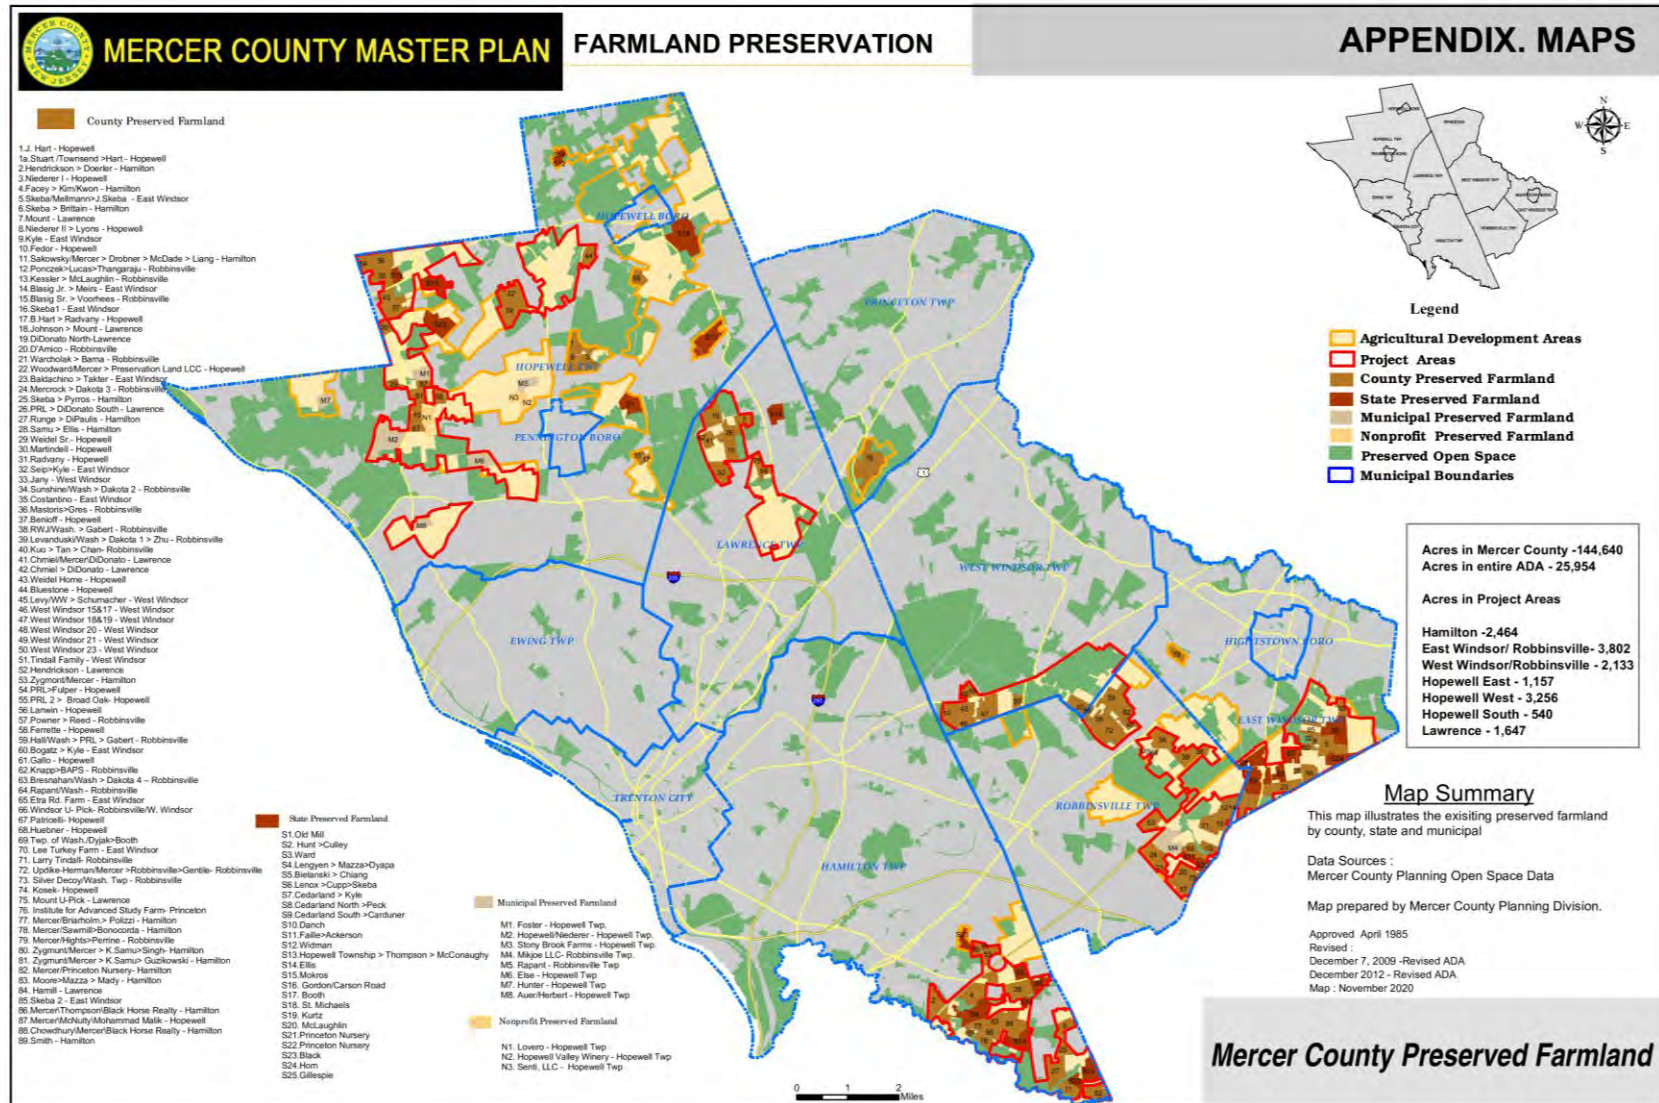 MERCER COUNTY
NEW JERSEY
MERCER COUNTY MASTER PLAN
FARMLAND PRESERVATION
APPENDIX. MAPS
County Preserved Farmland
1.J. Hart - Hopewell
1a.Stuart /Townsend >Hart - Hopewell
2.Hendrickson > Doerler - Hamilton
3.Niederer I - Hopewell
4.Facey > Kim/Kwon - Hamilton
5.Skeba/Mellmann>J.Skeba - East Windsor
6.Skeba > Brittain - Hamilton
7.Mount - Lawrence
8.Niederer II > Lyons - Hopewell
9.Kyle - East Windsor
10.Fedor - Hopewell
11.Sakowsky/Mercer > Drobner > McDade > Liang - Hamilton
12.Ponczek>Lucas>Thangaraju - Robbinsville
13.Kessler > McLaughlin - Robbinsville
14.Blasig Jr. > Meirs - East Windsor
15.Blasig Sr. > Voorhees - Robbinsville
16.Skeba1 - East Windsor
17.B.Hart > Radvany - Hopewell
18.Johnson > Mount - Lawrence
19.DiDonato North-Lawrence
20.D'Amico - Robbinsville
21.Warcholak > Bama - Robbinsville
22.Woodward/Mercer > Preservation Land LCC - Hopewell
23.Baldachino > Takter - East Windsor
24.Mercrock > Dakota 3 - Robbinsville
25.Skeba > Pyrros - Hamilton
26.PRL > DiDonato South - Lawrence
27.Runge > DiPaulis - Hamilton
28.Samu > Ellis - Hamilton
29.Weidel Sr.- Hopewell
30.Martindell - Hopewell
31.Radvany - Hopewell
32.Seip>Kyle - East Windsor
33.Jany - West Windsor
34.Sunshine/Wash > Dakota 2 - Robbinsville
35.Costantino - East Windsor
36.Mastoris>Gres - Robbinsville
37.Benioff - Hopewell
38.RWJ/Wash. > Gabert - Robbinsville
39.Levanduski/Wash > Dakota 1 > Zhu - Robbinsville
40.Kuo > Tan > Chan- Robbinsville
41.Chmiel/Mercer\DiDonato - Lawrence
42.Chmiel > DiDonato - Lawrence
43.Weidel Home - Hopewell
44.Bluestone - Hopewell
45.Levy/WW > Schumacher - West Windsor
46.West Windsor 15&17 - West Windsor
47.West Windsor 18&19 - West Windsor
48.West Windsor 20 - West Windsor
49.West Windsor 21 - West Windsor
50.West Windsor 23 - West Windsor
51.Tindall Family - West Windsor
52.Hendrickson - Lawrence
53.Zygmont/Mercer - Hamilton
54.PRL>Fulper - Hopewell
55.PRL 2 > Broad Oak- Hopewell
56.Lanwin - Hopewell
57.Powner > Reed - Robbinsville
58.Ferrette - Hopewell
59.Hall/Wash > PRL > Gabert - Robbinsville
60.Bogatz > Kyle - East Windsor
61.Gallo - Hopewell
62.Knapp>BAPS - Robbinsville
63.Bresnahan/Wash > Dakota 4 – Robbinsville
64.Rapant/Wash - Robbinsville
65.Etra Rd. Farm - East Windsor
66.Windsor U- Pick- Robbinsville/W. Windsor
67.Patricelli- Hopewell
68.Huebner - Hopewell
69.Twp. of Wash./Dyjak>Booth
70. Lee Turkey Farm - East Windsor
71. Larry Tindall- Robbinsville
72. Updike-Herman/Mercer >Robbinsville>Gentile- Robbinsville
73. Silver Decoy/Wash. Twp - Robbinsville
74. Kosek- Hopewell
75. Mount U-Pick - Lawrence
76. Institute for Advanced Study Farm- Princeton
77. Mercer/Briarholm.> Polizzi - Hamilton
78. Mercer/Sawmill>Bonocorda - Hamilton
79. Mercer/Hights>Perrine - Robbinsville
80. Zygmunt/Mercer > K.Samu>Singh- Hamilton
81. Zygmunt/Mercer > K.Samu> Guzikowski - Hamilton
82. Mercer/Princeton Nursery- Hamilton
83. Moore>Mazza > Mady - Hamilton
84. Hamill - Lawrence
85.Skeba 2 - East Windsor
86.Mercer\Thompson\Black Horse Realty - Hamilton
87.Mercer\McNulty\Mohammad Malik - Hopewell
88.Chowdhury\Mercer\Black Horse Realty - Hamilton
89.Smith - Hamilton
State Preserved Farmland
S1.Old Mill
S2. Hunt >Culley
S3.Ward
S4.Lengyen > Mazza>Dyapa
S5.Bielanski > Chiang
S6.Lenox >Cupp>Skeba
S7.Cedarland > Kyle
S8.Cedarland North >Peck
S9.Cedarland South >Carduner
S10.Danch
S11.Faille>Ackerson
S12.Widman
S13.Hopewell Township > Thompson > McConaughy
S14.Ellis
S15.Mokros
S16. Gordon/Carson Road
S17. Booth
S18. St. Michaels
S19. Kurtz
S20. McLaughlin
S21.Princeton Nursery
S22.Princeton Nursery
S23.Black
S24.Hom
S25.Gillespie
Municipal Preserved Farmland
M1. Foster - Hopewell Twp.
M2. Hopewell/Niederer - Hopewell Twp.
M3. Stony Brook Farms - Hopewell Twp.
M4. Mikjoe LLC- Robbinsville Twp.
M5. Rapant - Robbinsville Twp
M6. Else - Hopewell Twp
M7. Hunter - Hopewell Twp
M8. Auer/Herbert - Hopewell Twp
Nonprofit Preserved Farmland
N1. Lovero - Hopewell Twp
N2. Hopewell Valley Winery - Hopewell Twp
N3. Senti, LLC - Hopewell Twp
HOPEWELL BORO
PRINCETON TWP
HOPEWELL TWP
PENNINGTON BORO
LAWRENCE TWP
WEST WINDSOR TWP
EWING TWP
HIGHTSTOWN BORO
EAST WINDSOR TWP
TRENTON CITY
ROBBINSVILLE TWP
HAMILTON TWP
M1
M3
N3
N2
M7
N1
M2
M6
M8
M4
72
0 1 2
Miles
N
W E
S
Legend
Agricultural Development Areas
Project Areas
County Preserved Farmland
State Preserved Farmland
Municipal Preserved Farmland
Nonprofit Preserved Farmland
Preserved Open Space
Municipal Boundaries
Acres in Mercer County -144,640
Acres in entire ADA - 25,954
Acres in Project Areas
Hamilton -2,464
East Windsor/ Robbinsville- 3,802
West Windsor/Robbinsville - 2,133
Hopewell East - 1,157
Hopewell West - 3,256
Hopewell South - 540
Lawrence - 1,647
Map Summary
This map illustrates the exisiting preserved farmland
by county, state and municipal
Data Sources :
Mercer County Planning Open Space Data
Map prepared by Mercer County Planning Division.
Approved April 1985
Revised :
December 7, 2009 -Revised ADA
December 2012 - Revised ADA
Map : November 2020
Mercer County Preserved Farmland